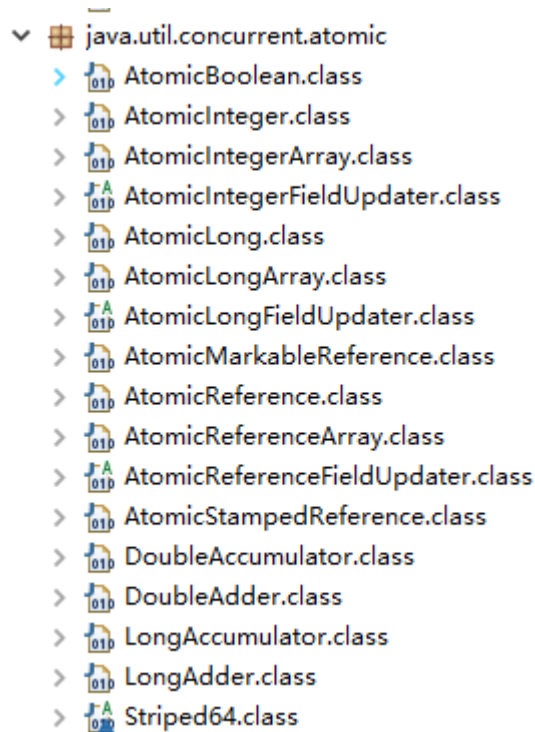 java.util.concurrent.atomic
AtomicBoolean.class
AtomicInteger.class
AtomicIntegerArray.class
AtomicIntegerFieldUpdater.class
AtomicLong.class
AtomicLongArray.class
AtomicLongFieldUpdater.class
AtomicMarkableReference.class
AtomicReference.class
AtomicReferenceArray.class
AtomicReferenceFieldUpdater.class
AtomicStampedReference.class
DoubleAccumulator.class
DoubleAdder.class
LongAccumulator.class
LongAdder.class
Striped64.class